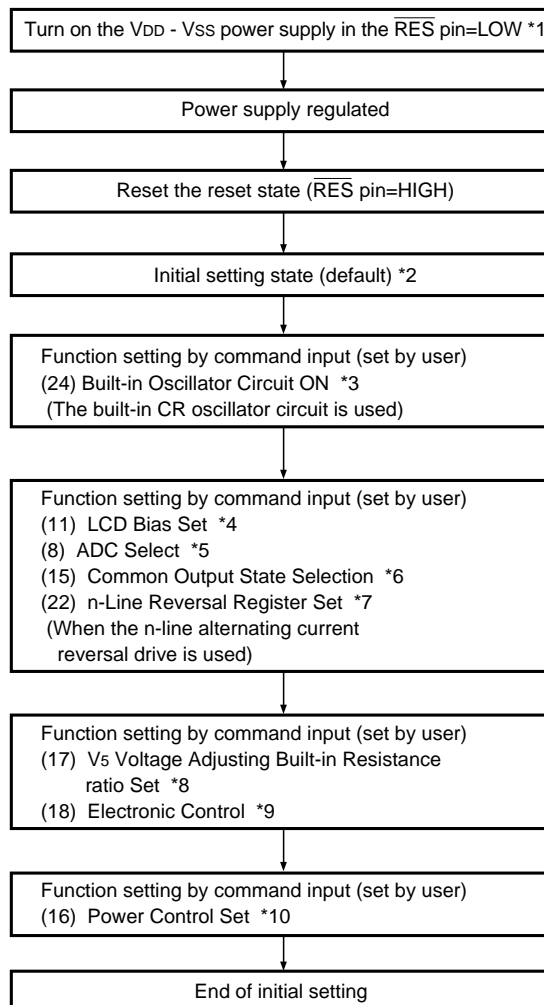 Turn on the VDD - VSS power supply in the RES pin=LOW *1
Power supply regulated
Reset the reset state (RES pin=HIGH)
Initial setting state (default) *2
Function setting by command input (set by user)
(24) Built-in Oscillator Circuit ON *3
(The built-in CR oscillator circuit is used)
Function setting by command input (set by user)
(11) LCD Bias Set *4
(8) ADC Select *5
(15) Common Output State Selection *6
(22) n-Line Reversal Register Set *7
(When the n-line alternating current
reversal drive is used)
Function setting by command input (set by user)
(17) V5 Voltage Adjusting Built-in Resistance
ratio Set *8
(18) Electronic Control *9
Function setting by command input (set by user)
(16) Power Control Set *10
End of initial setting